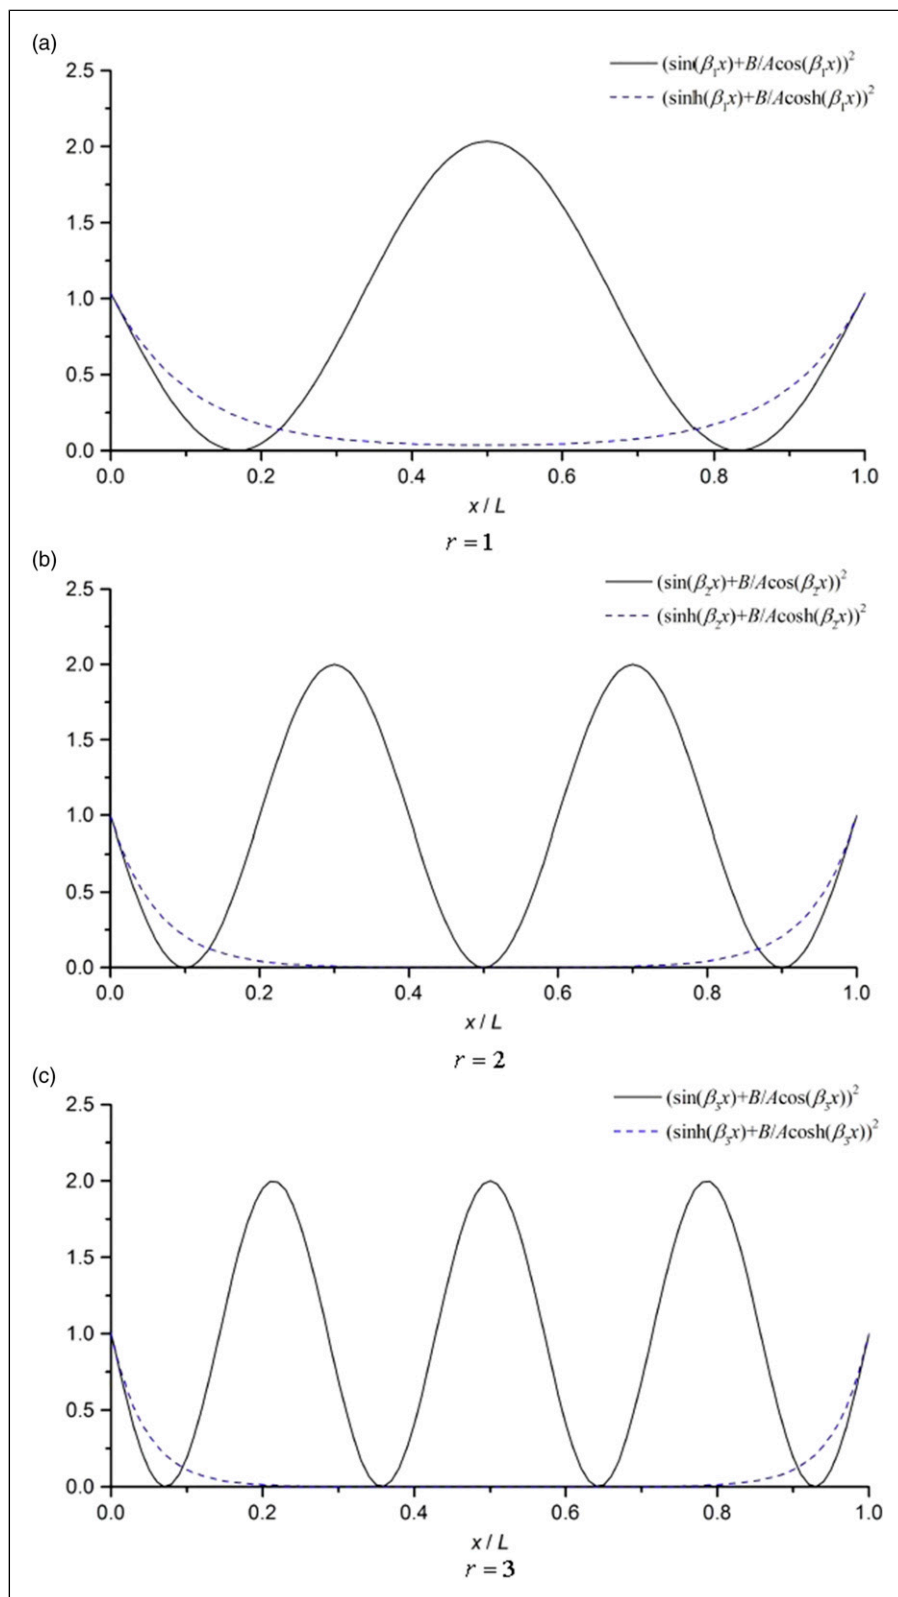 (a)
(sin(β₁x)+B/Acos(β₁x))²
(sinh(β₁x)+B/Acosh(β₁x))²
2.5
2.0
1.5
1.0
0.5
0.0
0.0 0.2 0.4 0.6 0.8 1.0
x / L
r = 1
(b)
(sin(β₂x)+B/Acos(β₂x))²
(sinh(β₂x)+B/Acosh(β₂x))²
2.5
2.0
1.5
1.0
0.5
0.0
0.0 0.2 0.4 0.6 0.8 1.0
x / L
r = 2
(c)
(sin(β₃x)+B/Acos(β₃x))²
(sinh(β₃x)+B/Acosh(β₃x))²
2.5
2.0
1.5
1.0
0.5
0.0
0.0 0.2 0.4 0.6 0.8 1.0
x / L
r = 3